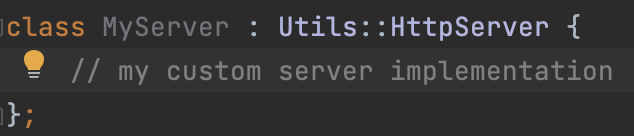 class MyServer : Utils::HttpServer {
// my custom server implementation
};